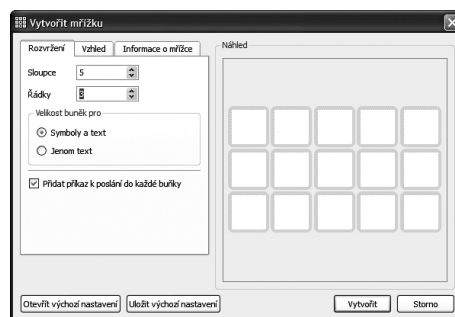 Vytvořit mřížku
Rozvržení
Vzhled
Informace o mřížce
Náhled
Sloupce
5
Řádky
3
Velikost buněk pro
Symboly a text
Jenom text
Přidat příkaz k poslání do každé buňky
Otevřít výchozí nastavení
Uložit výchozí nastavení
Vytvořit
Storno